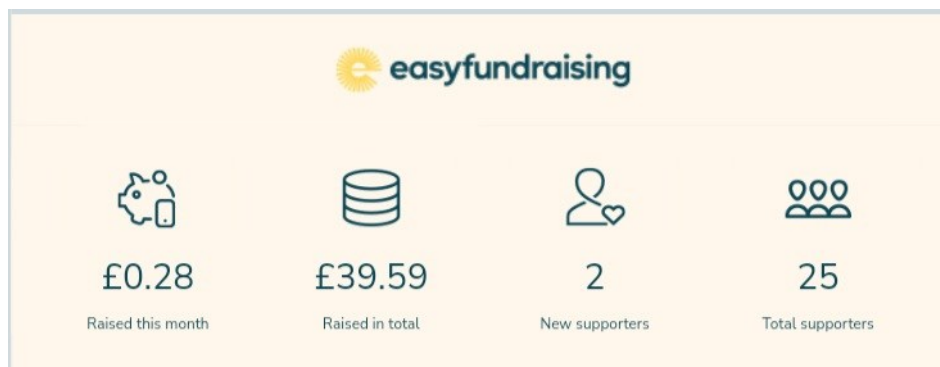 easyfundraising
£0.28 £39.59 2 25
Raised this month Raised in total New supporters Total supporters